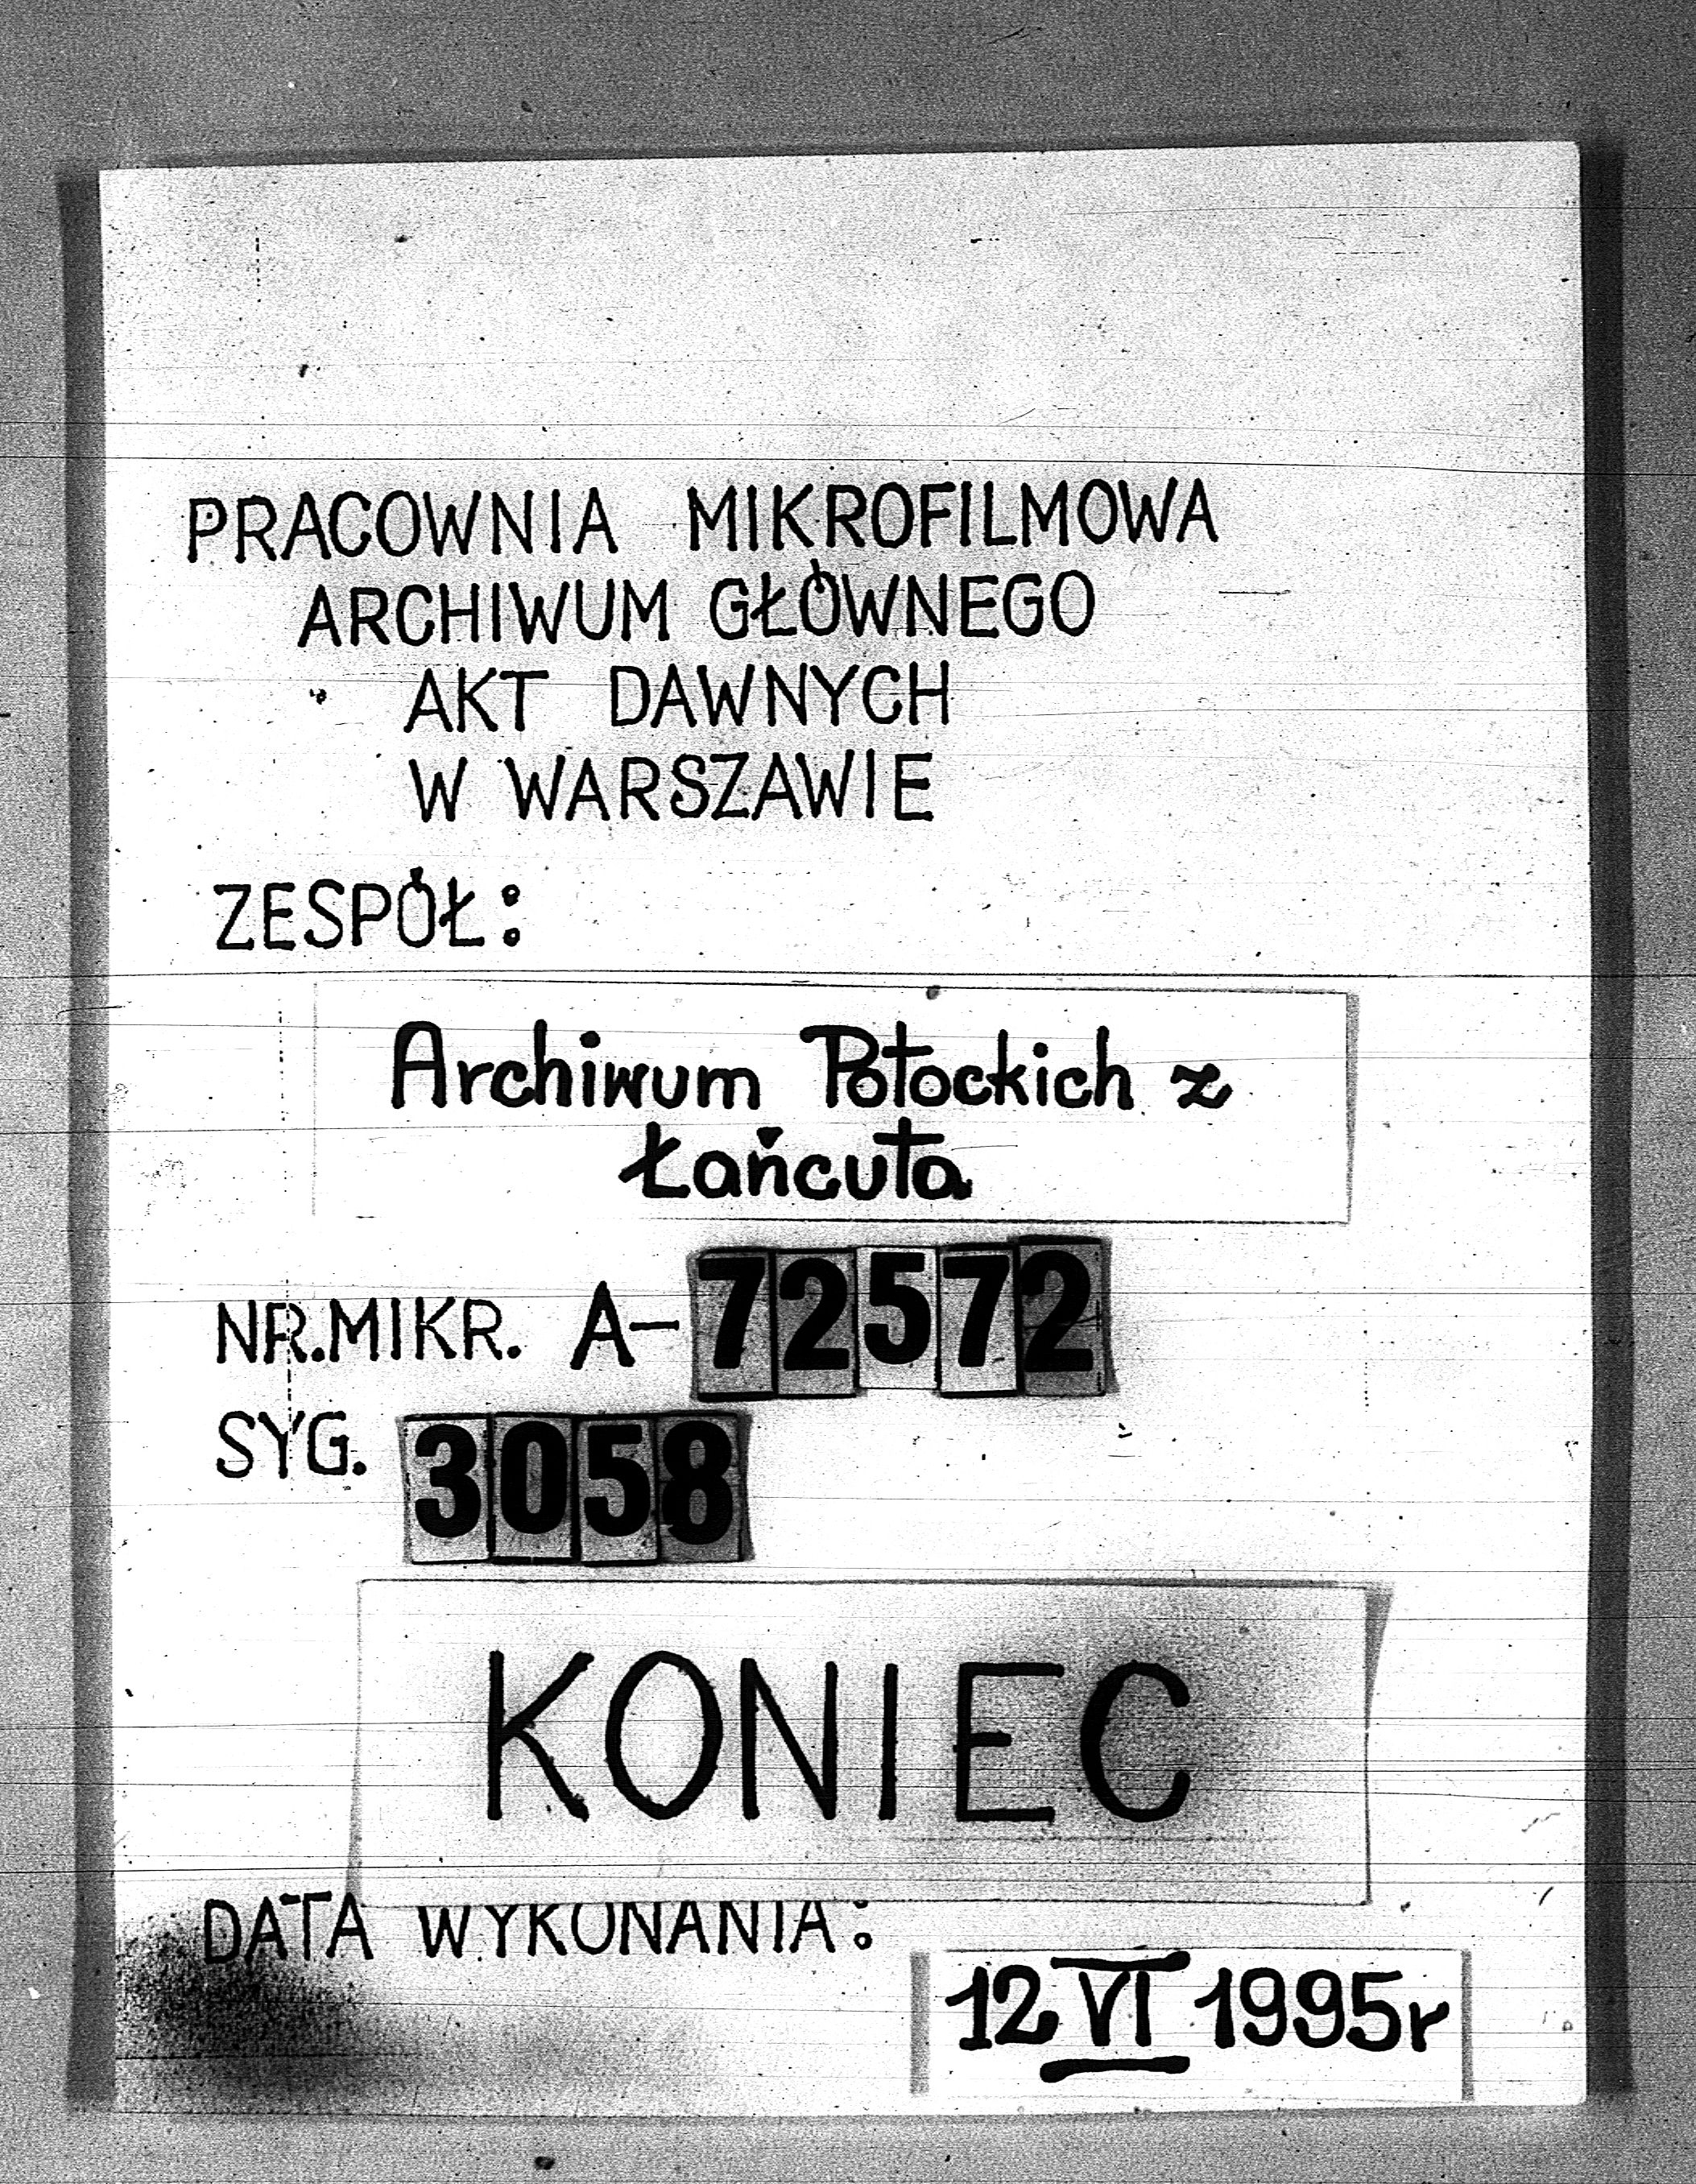 PRACOWNIA MIKROFILMOWA
ARCHIWUM GŁÓWNEGO
AKT DAWNYCH
W WARSZAWIE
ZESPÓŁ:
Archiwum Potockich z
Łańcuta
NR.MIKR. A-72572
SYG. 3058
KONIEC
DATA WYKONANIA:
12 VI 1995r